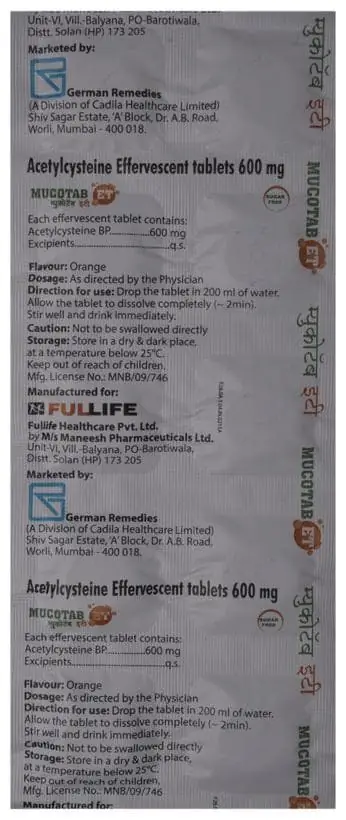 Unit-VI, Vill.-Balyana, PO-Barotiwala,
Distt. Solan (HP) 173 205
Marketed by:
German Remedies
(A Division of Cadila Healthcare Limited)
Shiv Sagar Estate, 'A' Block, Dr. A.B. Road,
Worli, Mumbai - 400 018.
Acetylcysteine Effervescent tablets 600 mg
MUCOTAB ET
मुकोटॅब इटी
SUGAR FREE
Each effervescent tablet contains:
Acetylcysteine BP................600 mg
Excipients..............................q.s.
Flavour: Orange
Dosage: As directed by the Physician
Direction for use: Drop the tablet in 200 ml of water.
Allow the tablet to dissolve completely (~ 2min).
Stir well and drink immediately.
Caution: Not to be swallowed directly
Storage: Store in a dry & dark place,
at a temperature below 25°C.
Keep out of reach of children.
Mfg. License No.: MNB/09/746
Manufactured for:
FULLIFE
Fullife Healthcare Pvt. Ltd.
by M/s Maneesh Pharmaceuticals Ltd.
Unit-VI, Vill.-Balyana, PO-Barotiwala,
Distt. Solan (HP) 173 205
Marketed by:
German Remedies
(A Division of Cadila Healthcare Limited)
Shiv Sagar Estate, 'A' Block, Dr. A.B. Road,
Worli, Mumbai - 400 018.
Acetylcysteine Effervescent tablets 600 mg
MUCOTAB ET
मुकोटॅब इटी
SUGAR FREE
Each effervescent tablet contains:
Acetylcysteine BP................600 mg
Excipients..............................q.s.
Flavour: Orange
Dosage: As directed by the Physician
Direction for use: Drop the tablet in 200 ml of water.
Allow the tablet to dissolve completely (~ 2min).
Stir well and drink immediately.
Caution: Not to be swallowed directly
Storage: Store in a dry & dark place,
at a temperature below 25°C.
Keep out of reach of children,
Mfg. License No.: MNB/09/746
Manufactured for:
मुकोटॅब इटी
MUCOTAB ET
मुकोटॅब इटी
MUCOTAB ET
मुकोटॅब इटी
MUCOTAB ET